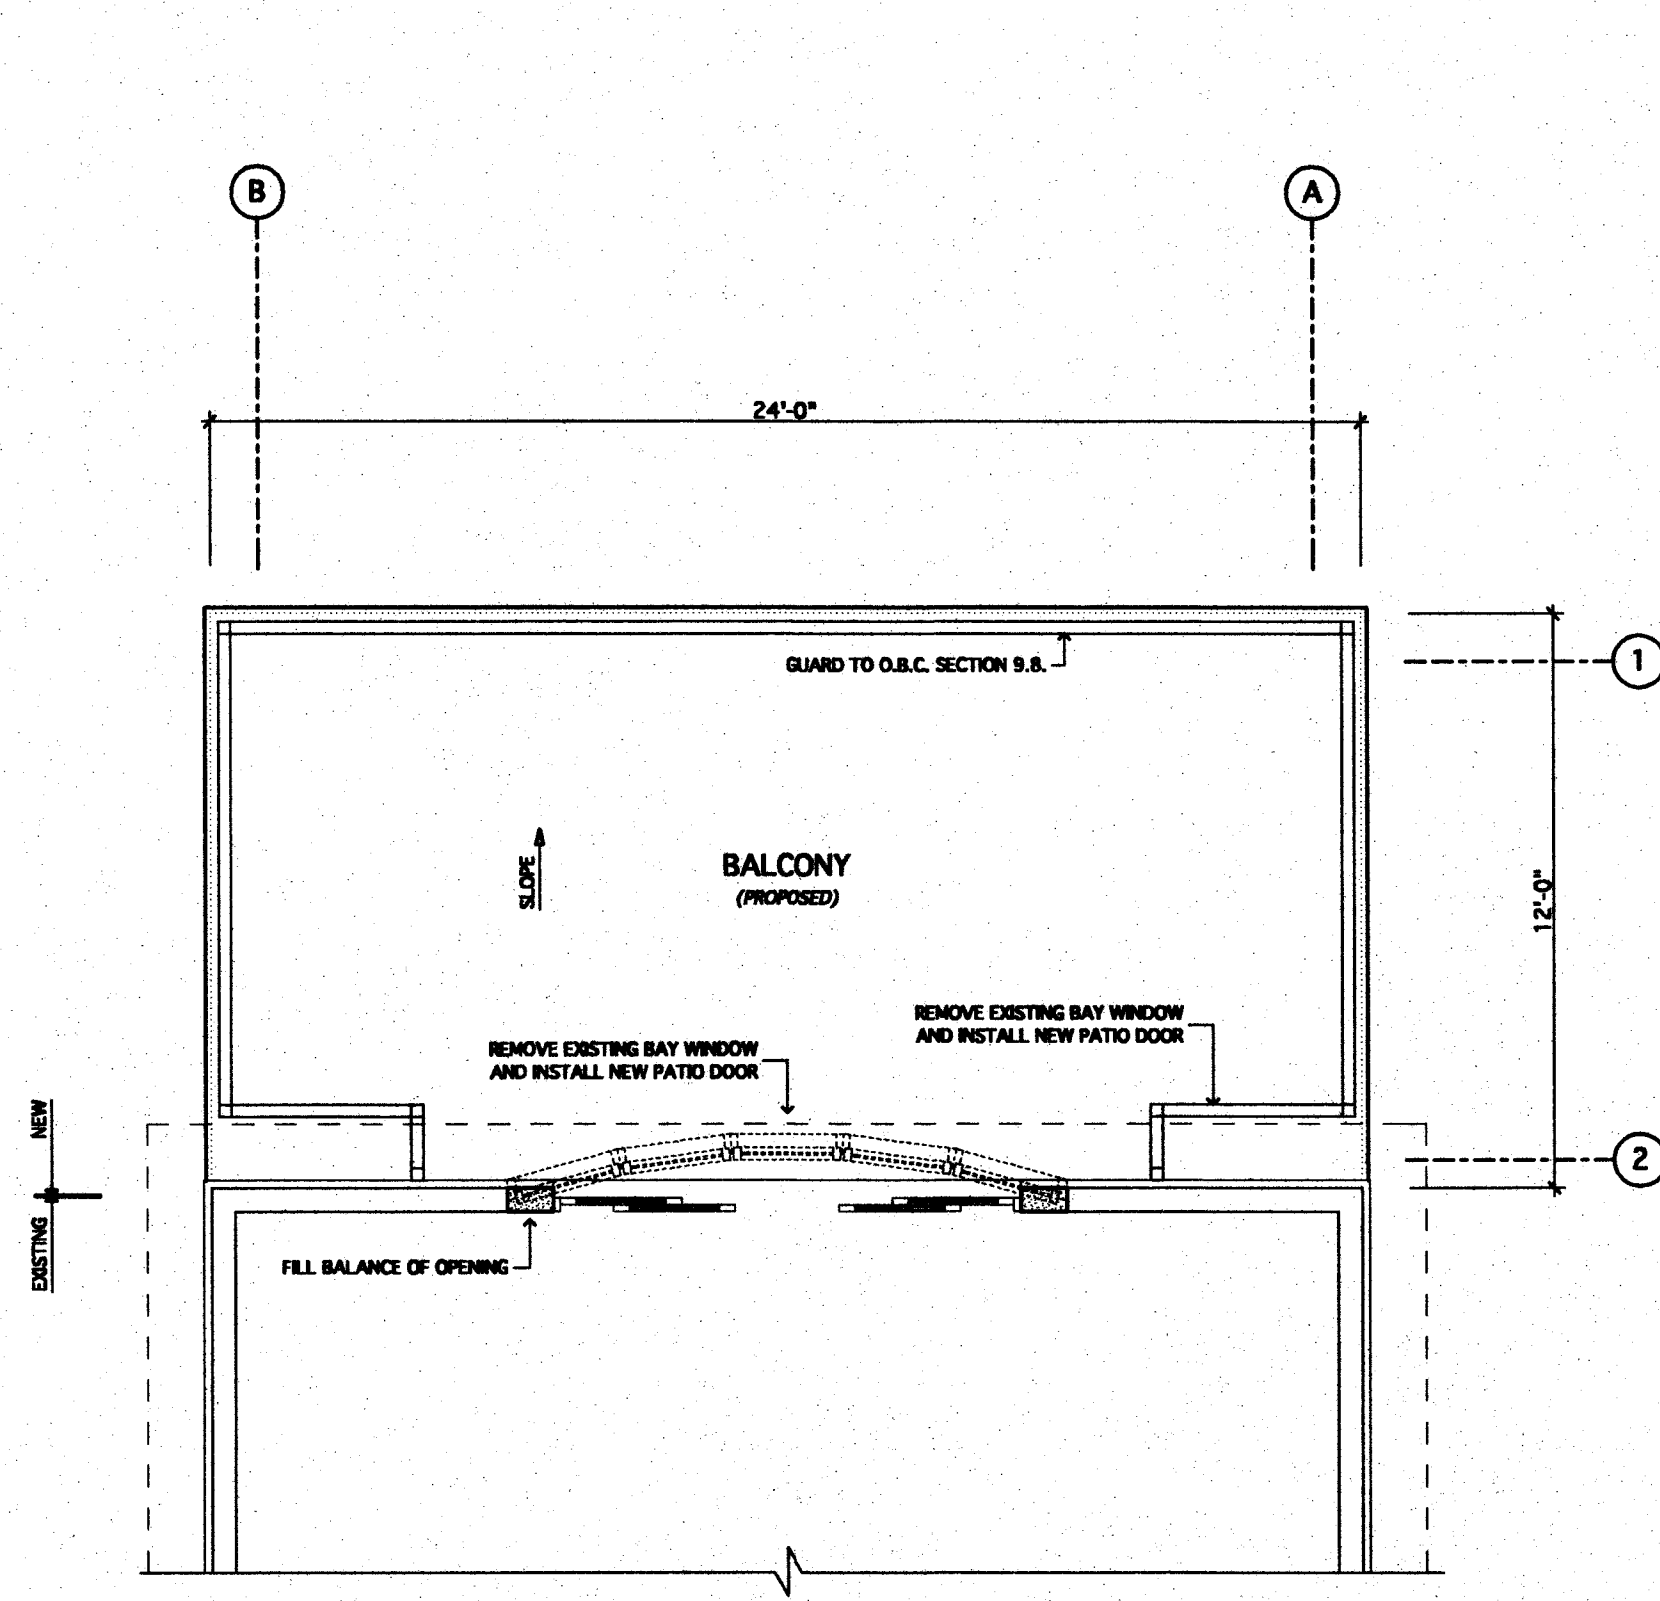 B
A
24'-0"
GUARD TO O.B.C. SECTION 9.8.
1
SLOPE
BALCONY
(PROPOSED)
12'-0"
REMOVE EXISTING BAY WINDOW
AND INSTALL NEW PATIO DOOR
REMOVE EXISTING BAY WINDOW
AND INSTALL NEW PATIO DOOR
NEW
2
EXISTING
FILL BALANCE OF OPENING